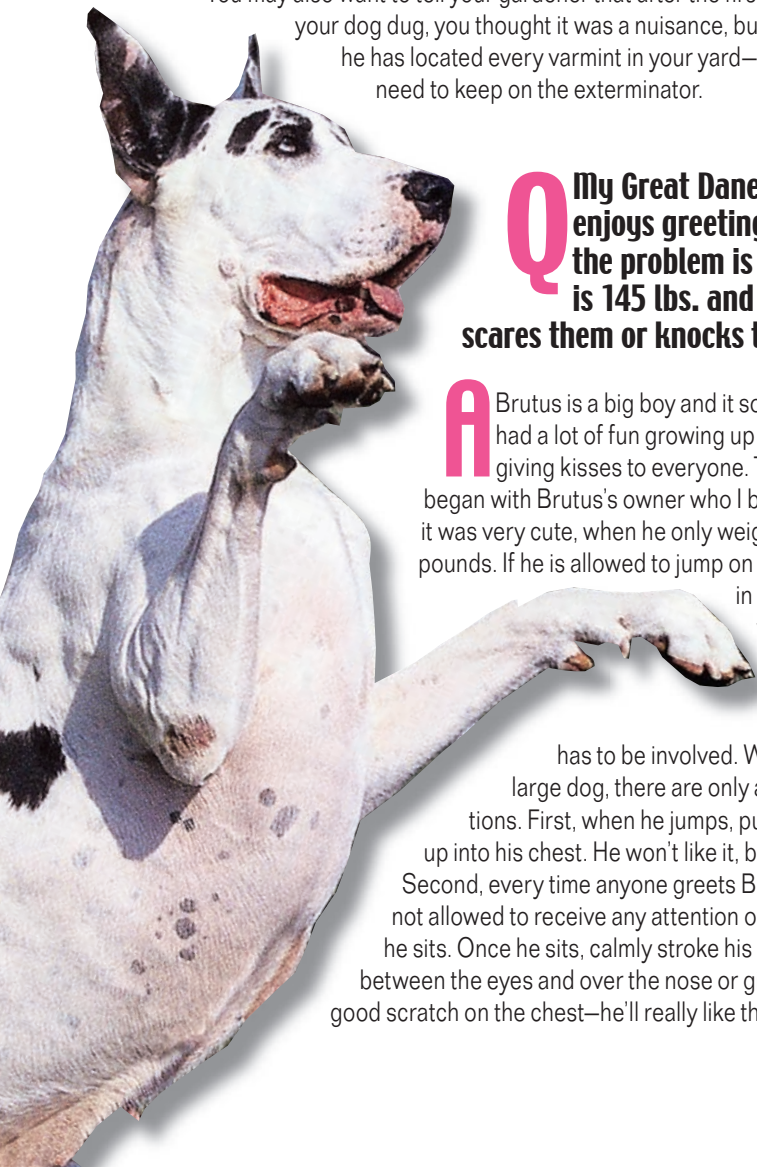 your dog dug, you thought it was a nuisance, bu
he has located every varmint in your yard—
need to keep on the exterminator.
Q My Great Dane
enjoys greeting
the problem is
is 145 lbs. and
scares them or knocks t
A Brutus is a big boy and it so
had a lot of fun growing up
giving kisses to everyone. T
began with Brutus's owner who I b
it was very cute, when he only weig
pounds. If he is allowed to jump on
in
has to be involved. W
large dog, there are only a
tions. First, when he jumps, pu
up into his chest. He won't like it, b
Second, every time anyone greets B
not allowed to receive any attention o
he sits. Once he sits, calmly stroke his
between the eyes and over the nose or g
good scratch on the chest—he'll really like th